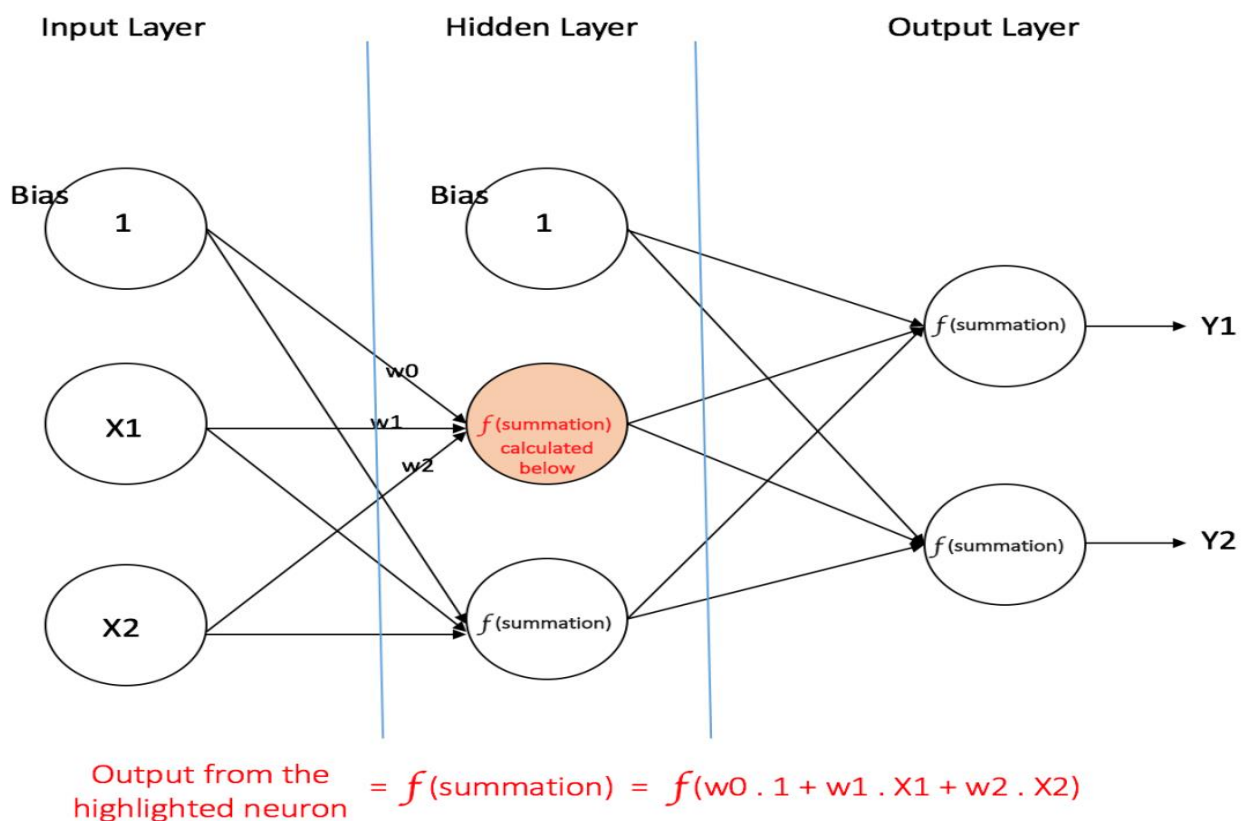 Input Layer
Hidden Layer
Output Layer
Bias
1
Bias
1
w0
f(summation)
Y1
X1
w1
f(summation)
calculated
below
w2
f(summation)
Y2
X2
f(summation)
Output from the
highlighted neuron
= f(summation) = f(w0 . 1 + w1 . X1 + w2 . X2)